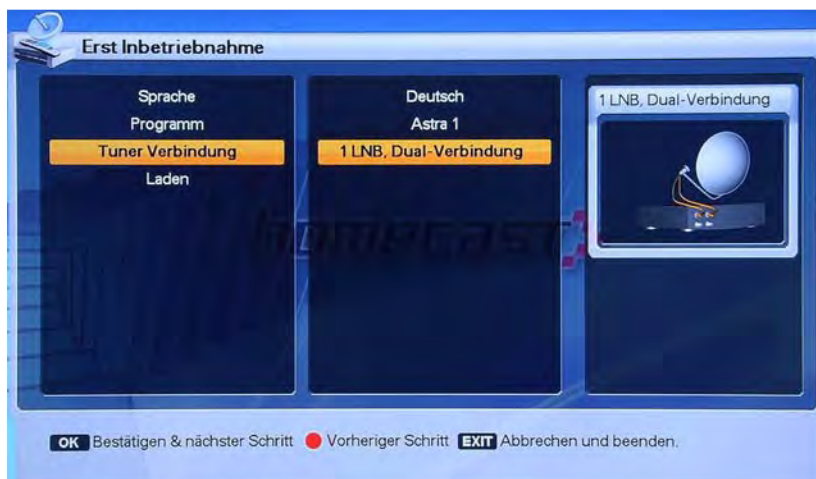 Erst Inbetriebnahme
Sprache Deutsch
Programm Astra 1
Tuner Verbindung 1 LNB, Dual-Verbindung
Laden
1 LNB, Dual-Verbindung
homecast
OK Bestätigen & nächster Schritt Vorheriger Schritt EXIT Abbrechen und beenden.